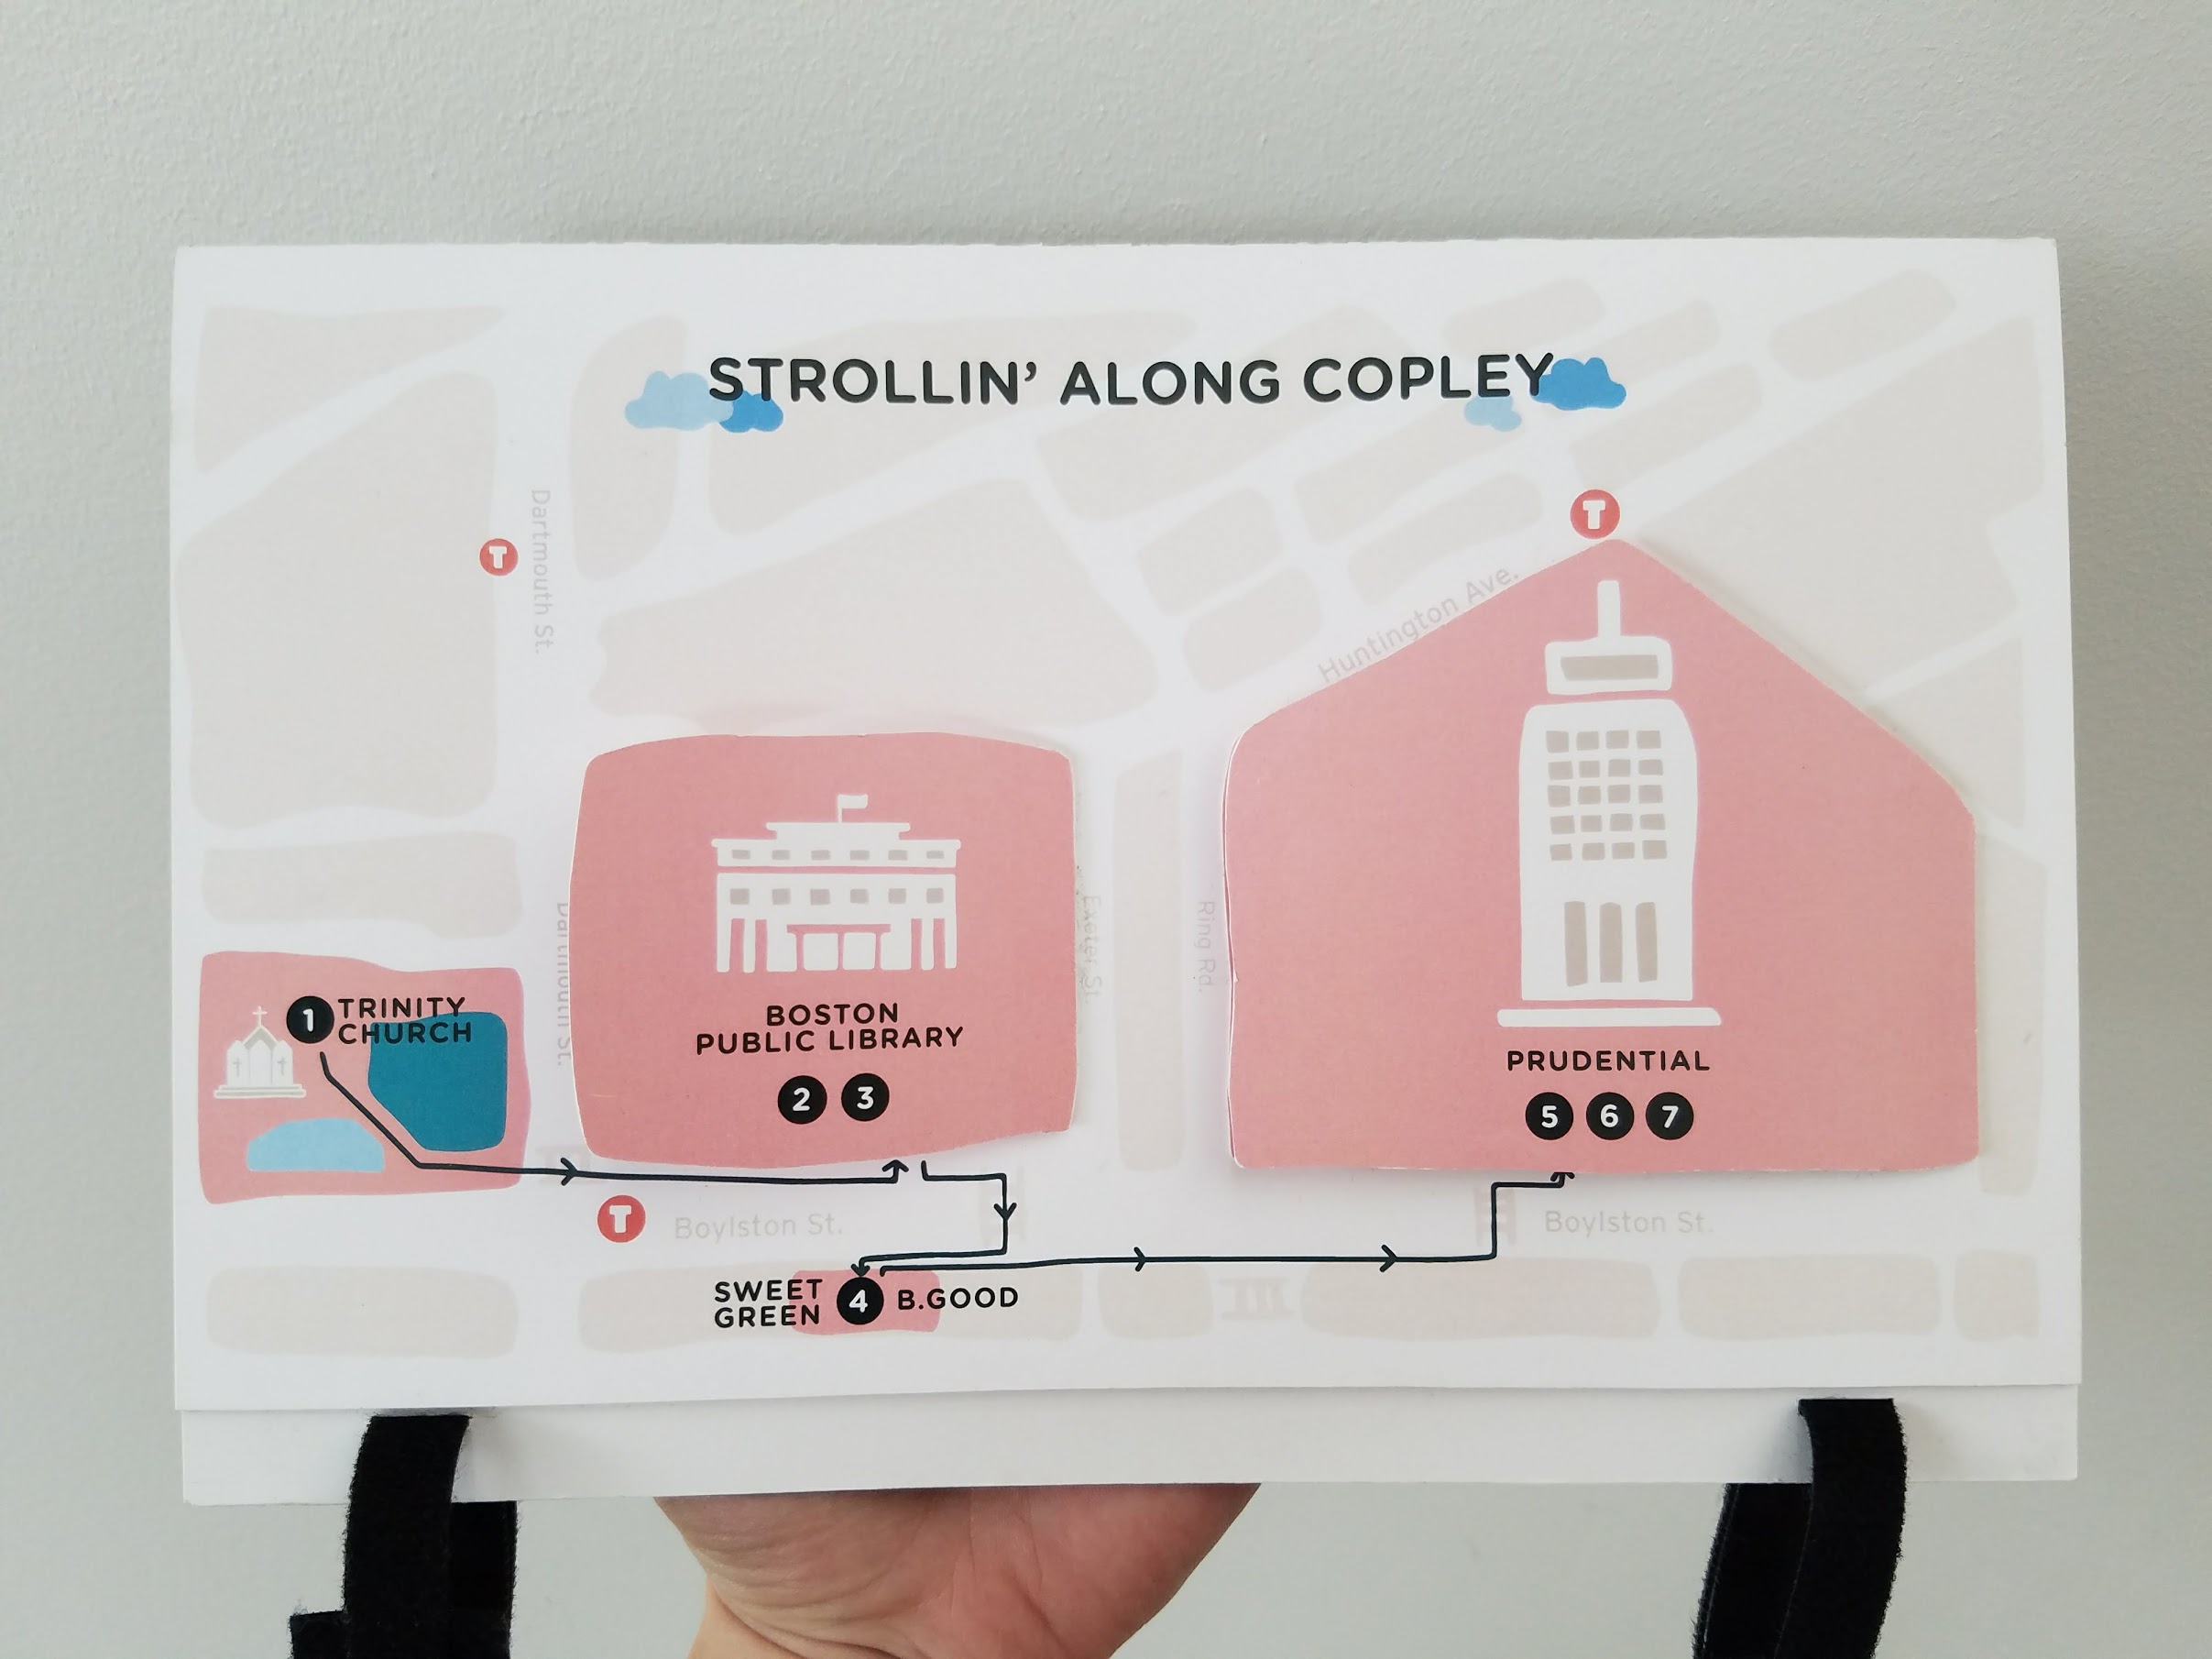 STROLLIN' ALONG COPLEY
T
T
Dartmouth St.
Huntington Ave.
Dartmouth St.
Exeter St.
Ring Rd.
1 TRINITY
CHURCH
BOSTON
PUBLIC LIBRARY
2 3
PRUDENTIAL
5 6 7
T
Boylston St.
Boylston St.
SWEET
GREEN
4
B.GOOD